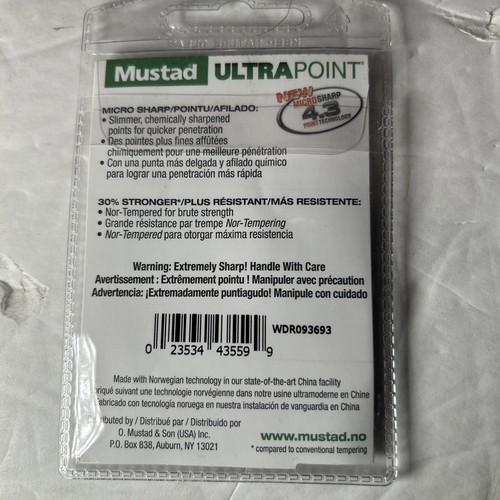 Mustad ULTRAPOINT®
NEW
MICROSHARP
4.3
POINT TECHNOLOGY
MICRO SHARP/POINTU/AFILADO:
• Slimmer, chemically sharpened
points for quicker penetration
• Des pointes plus fines affûtées
chimiquement pour une meilleure pénétration
• Con una punta más delgada y afilado químico
para lograr una penetración más rápida
30% STRONGER*/PLUS RÉSISTANT/MÁS RESISTENTE:
• Nor-Tempered for brute strength
• Grande résistance par trempe Nor-Tempering
• Nor-Tempered para otorgar máxima resistencia
Warning: Extremely Sharp! Handle With Care
Avertissement : Extrêmement pointu ! Manipuler avec précaution
Advertencia: ¡Extremadamente puntiagudo! Manipule con cuidado
WDR093693
0 23534 43559 9
Made with Norwegian technology in our state-of-the-art China facility
briqué suivant une technologie norvégienne dans notre usine ultramoderne en Chine
Fabricado con tecnología noruega en nuestra instalación de vanguardia en China
Distributed by / Distribué par / Distribuido por
O. Mustad & Son (USA) Inc.
P.O. Box 838, Auburn, NY 13021
www.mustad.no
* compared to conventional tempering